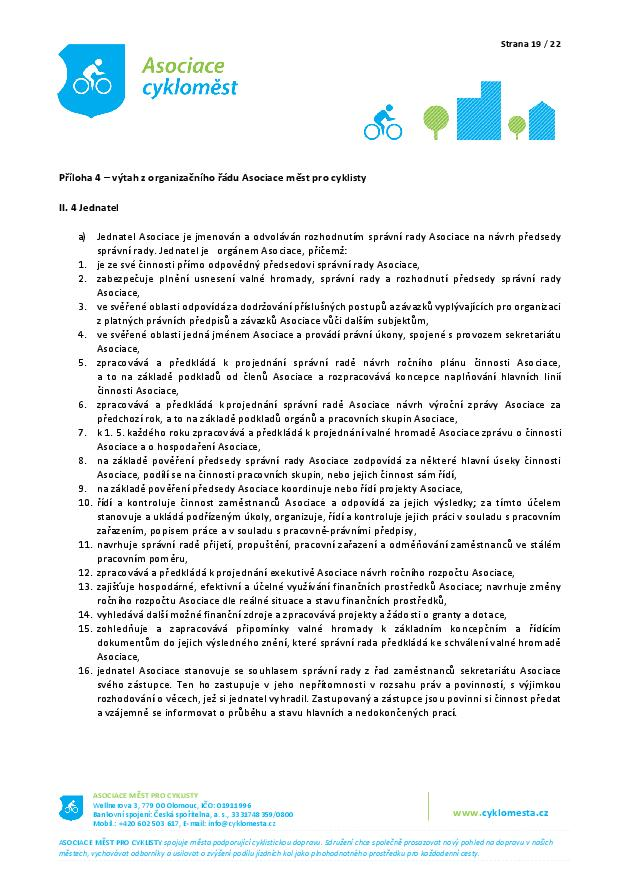 Strana 19 / 22
Asociace
cykloměst
Příloha 4 – výtah z organizačního řádu Asociace měst pro cyklisty
II. 4 Jednatel
a) Jednatel Asociace je jmenován a odvoláván rozhodnutím správní rady Asociace na návrh předsedy
správní rady. Jednatel je orgánem Asociace, přičemž:
1. je ze své činnosti přímo odpovědný předsedovi správní rady Asociace,
2. zabezpečuje plnění usnesení valné hromady, správní rady a rozhodnutí předsedy správní rady
Asociace,
3. ve svěřené oblasti odpovídá za dodržování příslušných postupů a závazků vyplývajících pro organizaci
z platných právních předpisů a závazků Asociace vůči dalším subjektům,
4. ve svěřené oblasti jedná jménem Asociace a provádí právní úkony, spojené s provozem sekretariátu
Asociace,
5. zpracovává a předkládá k projednání správní radě návrh ročního plánu činnosti Asociace,
a to na základě podkladů od členů Asociace a rozpracovává koncepce naplňování hlavních linií
činnosti Asociace,
6. zpracovává a předkládá k projednání správní radě Asociace návrh výroční zprávy Asociace za
předchozí rok, a to na základě podkladů orgánů a pracovních skupin Asociace,
7. k 1. 5. každého roku zpracovává a předkládá k projednání valné hromadě Asociace zprávu o činnosti
Asociace a o hospodaření Asociace,
8. na základě pověření předsedy správní rady Asociace zodpovídá za některé hlavní úseky činnosti
Asociace, podílí se na činnosti pracovních skupin, nebo jejich činnost sám řídí,
9. na základě pověření předsedy Asociace koordinuje nebo řídí projekty Asociace,
10. řídí a kontroluje činnost zaměstnanců Asociace a odpovídá za jejich výsledky; za tímto účelem
stanovuje a ukládá podřízeným úkoly, organizuje, řídí a kontroluje jejich práci v souladu s pracovním
zařazením, popisem práce a v souladu s pracovně-právními předpisy,
11. navrhuje správní radě přijetí, propuštění, pracovní zařazení a odměňování zaměstnanců ve stálém
pracovním poměru,
12. zpracovává a předkládá k projednání exekutivě Asociace návrh ročního rozpočtu Asociace,
13. zajišťuje hospodárné, efektivní a účelné využívání finančních prostředků Asociace; navrhuje změny
ročního rozpočtu Asociace dle reálné situace a stavu finančních prostředků,
14. vyhledává další možné finanční zdroje a zpracovává projekty a žádosti o granty a dotace,
15. zohledňuje a zapracovává připomínky valné hromady k základním koncepčním a řídícím
dokumentům do jejich výsledného znění, které správní rada předkládá ke schválení valné hromadě
Asociace,
16. jednatel Asociace stanovuje se souhlasem správní rady z řad zaměstnanců sekretariátu Asociace
svého zástupce. Ten ho zastupuje v jeho nepřítomnosti v rozsahu práv a povinností, s výjimkou
rozhodování o věcech, jež si jednatel vyhradil. Zastupovaný a zástupce jsou povinni si činnost předat
a vzájemně se informovat o průběhu a stavu hlavních a nedokončených prací.
ASOCIACE MĚST PRO CYKLISTY
Wellnerova 3, 779 00 Olomouc, IČO: 01911996
Bankovní spojení: Česká spořitelna, a. s., 3331748359/0800
Mobil.: +420 602 503 617, E-mail: info@cyklomesta.cz
www.cyklomesta.cz
ASOCIACE MĚST PRO CYKLISTY spojuje města podporující cyklistickou dopravu. Sdružení chce společně prosazovat nový pohled na dopravu v našich
městech, vychovávat odborníky a usilovat o zvýšení podílu jízdních kol jako plnohodnotného prostředku pro každodenní cesty.